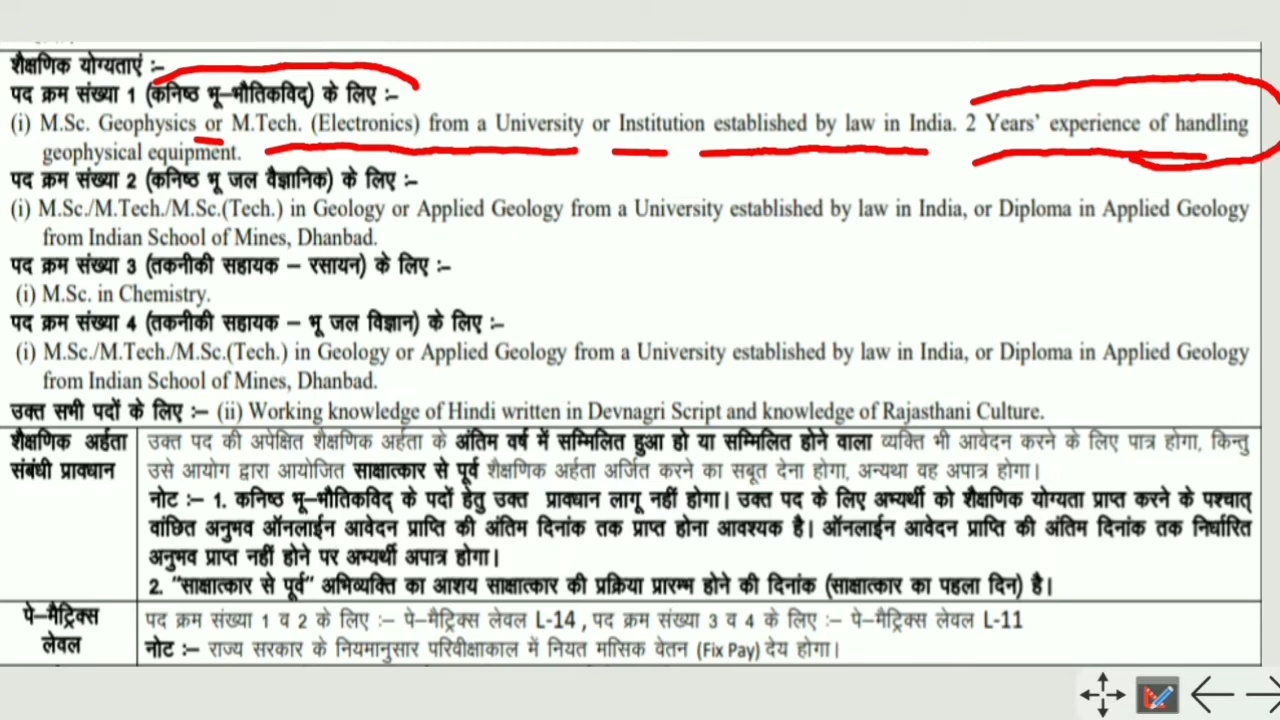 शैक्षणिक योग्यताएं :–
पद क्रम संख्या 1 (कनिष्ठ भू–भौतिकविद्) के लिए :–
(i) M.Sc. Geophysics or M.Tech. (Electronics) from a University or Institution established by law in India. 2 Years' experience of handling
geophysical equipment.
पद क्रम संख्या 2 (कनिष्ठ भू जल वैज्ञानिक) के लिए :–
(i) M.Sc./M.Tech./M.Sc.(Tech.) in Geology or Applied Geology from a University established by law in India, or Diploma in Applied Geology
from Indian School of Mines, Dhanbad.
पद क्रम संख्या 3 (तकनीकी सहायक – रसायन) के लिए :–
(i) M.Sc. in Chemistry.
पद क्रम संख्या 4 (तकनीकी सहायक – भू जल विज्ञान) के लिए :–
(i) M.Sc./M.Tech./M.Sc.(Tech.) in Geology or Applied Geology from a University established by law in India, or Diploma in Applied Geology
from Indian School of Mines, Dhanbad.
उक्त सभी पदों के लिए :– (ii) Working knowledge of Hindi written in Devnagri Script and knowledge of Rajasthani Culture.
शैक्षणिक अर्हता
संबंधी प्रावधान
उक्त पद की अपेक्षित शैक्षणिक अर्हता के अंतिम वर्ष में सम्मिलित हुआ हो या सम्मिलित होने वाला व्यक्ति भी आवेदन करने के लिए पात्र होगा, किन्तु
उसे आयोग द्वारा आयोजित साक्षात्कार से पूर्व शैक्षणिक अर्हता अर्जित करने का सबूत देना होगा, अन्यथा वह अपात्र होगा।
नोट :– 1. कनिष्ठ भू–भौतिकविद् के पदों हेतु उक्त प्रावधान लागू नहीं होगा। उक्त पद के लिए अभ्यर्थी को शैक्षणिक योग्यता प्राप्त करने के पश्चात्
वांछित अनुभव ऑनलाईन आवेदन प्राप्ति की अंतिम दिनांक तक प्राप्त होना आवश्यक है। ऑनलाईन आवेदन प्राप्ति की अंतिम दिनांक तक निर्धारित
अनुभव प्राप्त नहीं होने पर अभ्यर्थी अपात्र होगा।
2. "साक्षात्कार से पूर्व" अभिव्यक्ति का आशय साक्षात्कार की प्रक्रिया प्रारम्भ होने की दिनांक (साक्षात्कार का पहला दिन) है।
पे–मैट्रिक्स
लेवल
पद क्रम संख्या 1 व 2 के लिए :– पे–मैट्रिक्स लेवल L-14 , पद क्रम संख्या 3 व 4 के लिए :– पे–मैट्रिक्स लेवल L-11
नोट :– राज्य सरकार के नियमानुसार परिवीक्षाकाल में नियत मासिक वेतन (Fix Pay) देय होगा।